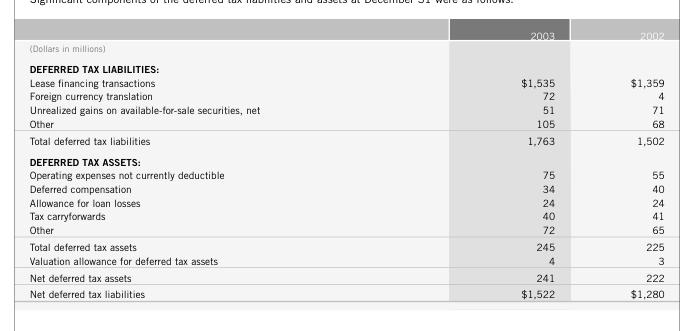 Significant components of the deferred tax liabilities and assets at December 31 were as follows:
2003 2002
(Dollars in millions)
DEFERRED TAX LIABILITIES:
Lease financing transactions $1,535 $1,359
Foreign currency translation 72 4
Unrealized gains on available-for-sale securities, net 51 71
Other 105 68
Total deferred tax liabilities 1,763 1,502
DEFERRED TAX ASSETS:
Operating expenses not currently deductible 75 55
Deferred compensation 34 40
Allowance for loan losses 24 24
Tax carryforwards 40 41
Other 72 65
Total deferred tax assets 245 225
Valuation allowance for deferred tax assets 4 3
Net deferred tax assets 241 222
Net deferred tax liabilities $1,522 $1,280